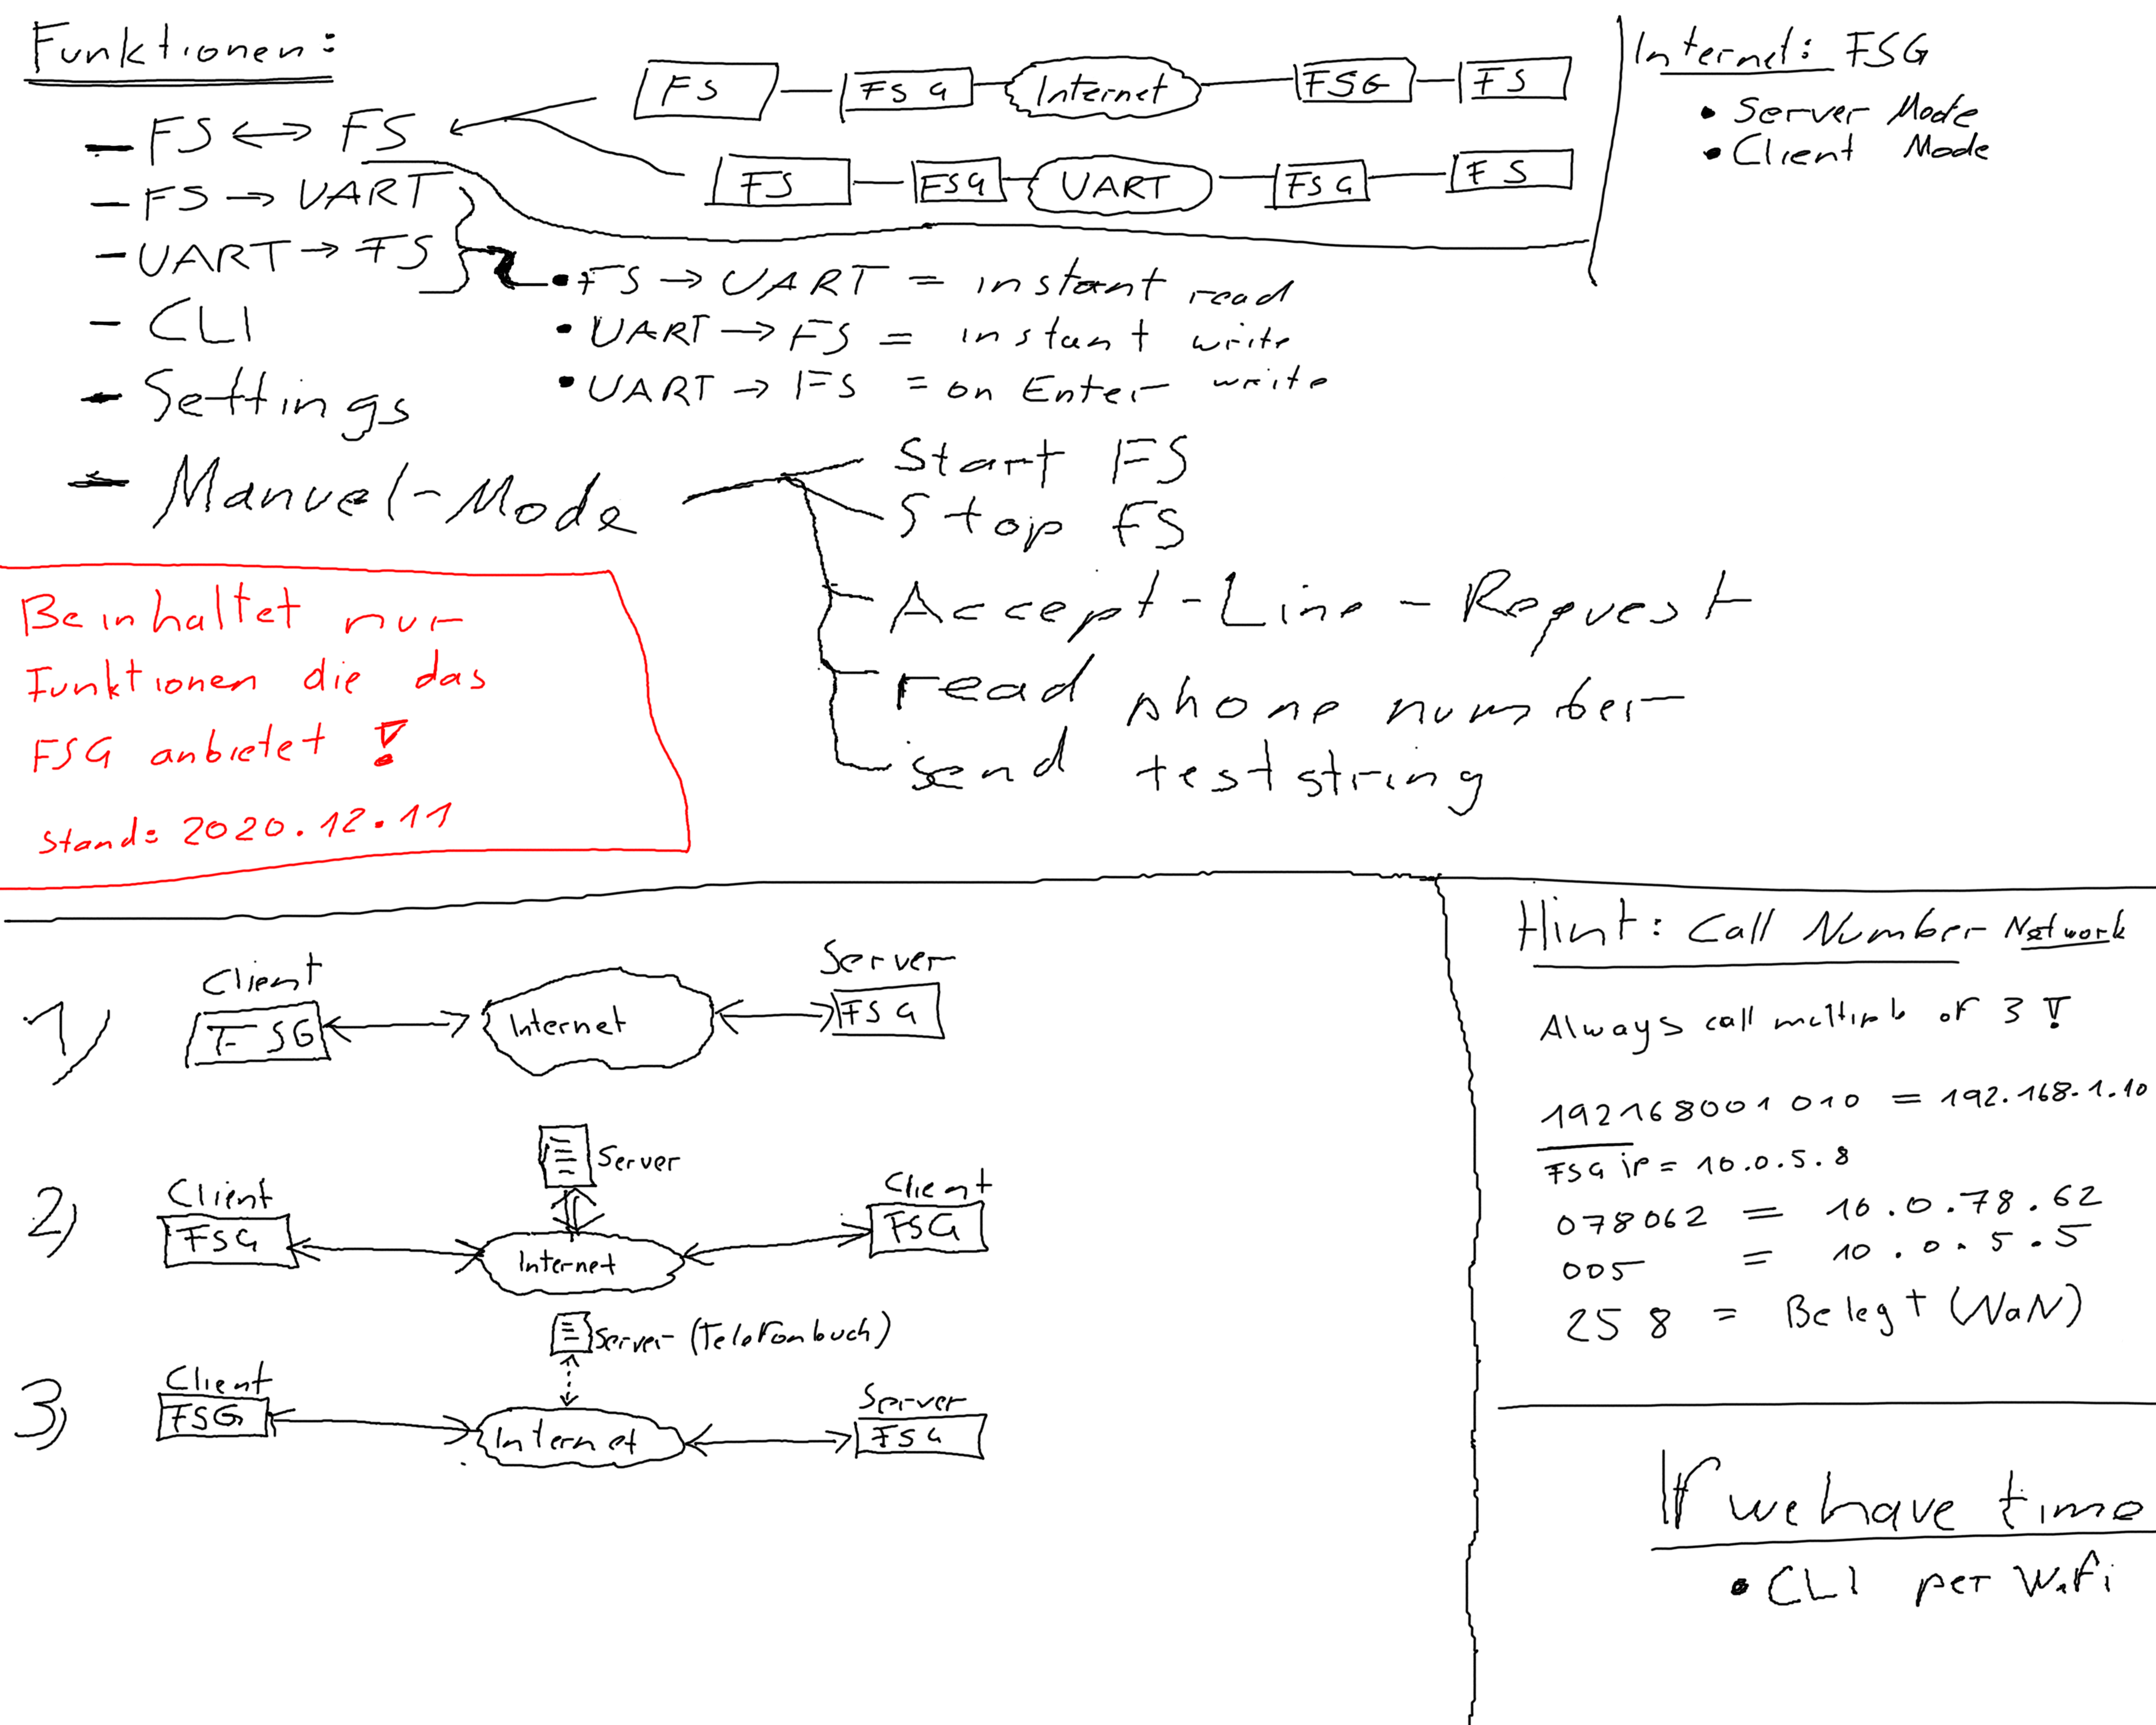 Funktionen:
- FS <-> FS
- FS → UART
- UART → FS
- CLI
- Settings
- Manuel-Mode
FS FSG Internet FSG FS
FS FSG UART FSG FS
• FS → UART = instant read
• UART → FS = instant write
• UART → FS = on Enter write
Start FS
Stop FS
Accept-Line-Request
read phone number
send teststring
Internet: FSG
• Server Mode
• Client Mode
Beinhaltet nur
Funktionen die das
FSG anbietet !
Stand: 2020.12.11
1)
Client
Server
FSG Internet FSG
2)
Server
Client
Client
FSG Internet FSG
3)
Server (Telefonbuch)
Client
Server
FSG Internet FSG
Hint: Call Number Network
Always call multiple of 3 !
192168001010 = 192.168.1.10
FSG ip = 10.0.5.8
078062 = 10.0.78.62
005 = 10.0.5.5
258 = Belegt (NaN)
If we have time
• CLI per Wifi